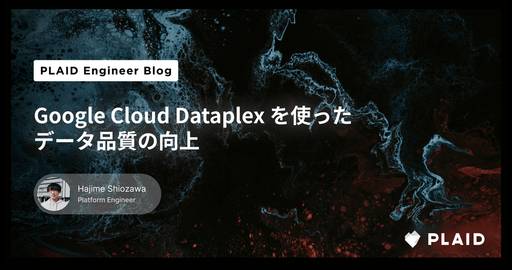 PLAID Engineer Blog
Google Cloud Dataplex を使った
データ品質の向上
Hajime Shiozawa
Platform Engineer
PLAID